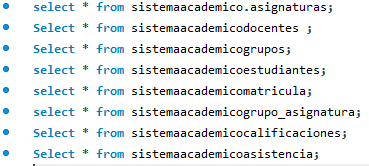 select * from sistemaacademico.asignaturas;
Select * from sistemaacademicodocentes ;
Select * from sistemaacademicogrupos;
select * from sistemaacademicoestudiantes;
select * from sistemaacademicomatricula;
Select * from sistemaacademicogrupo_asignatura;
Select * from sistemaacademicocalificaciones;
Select * from sistemaacademicoasistencia;